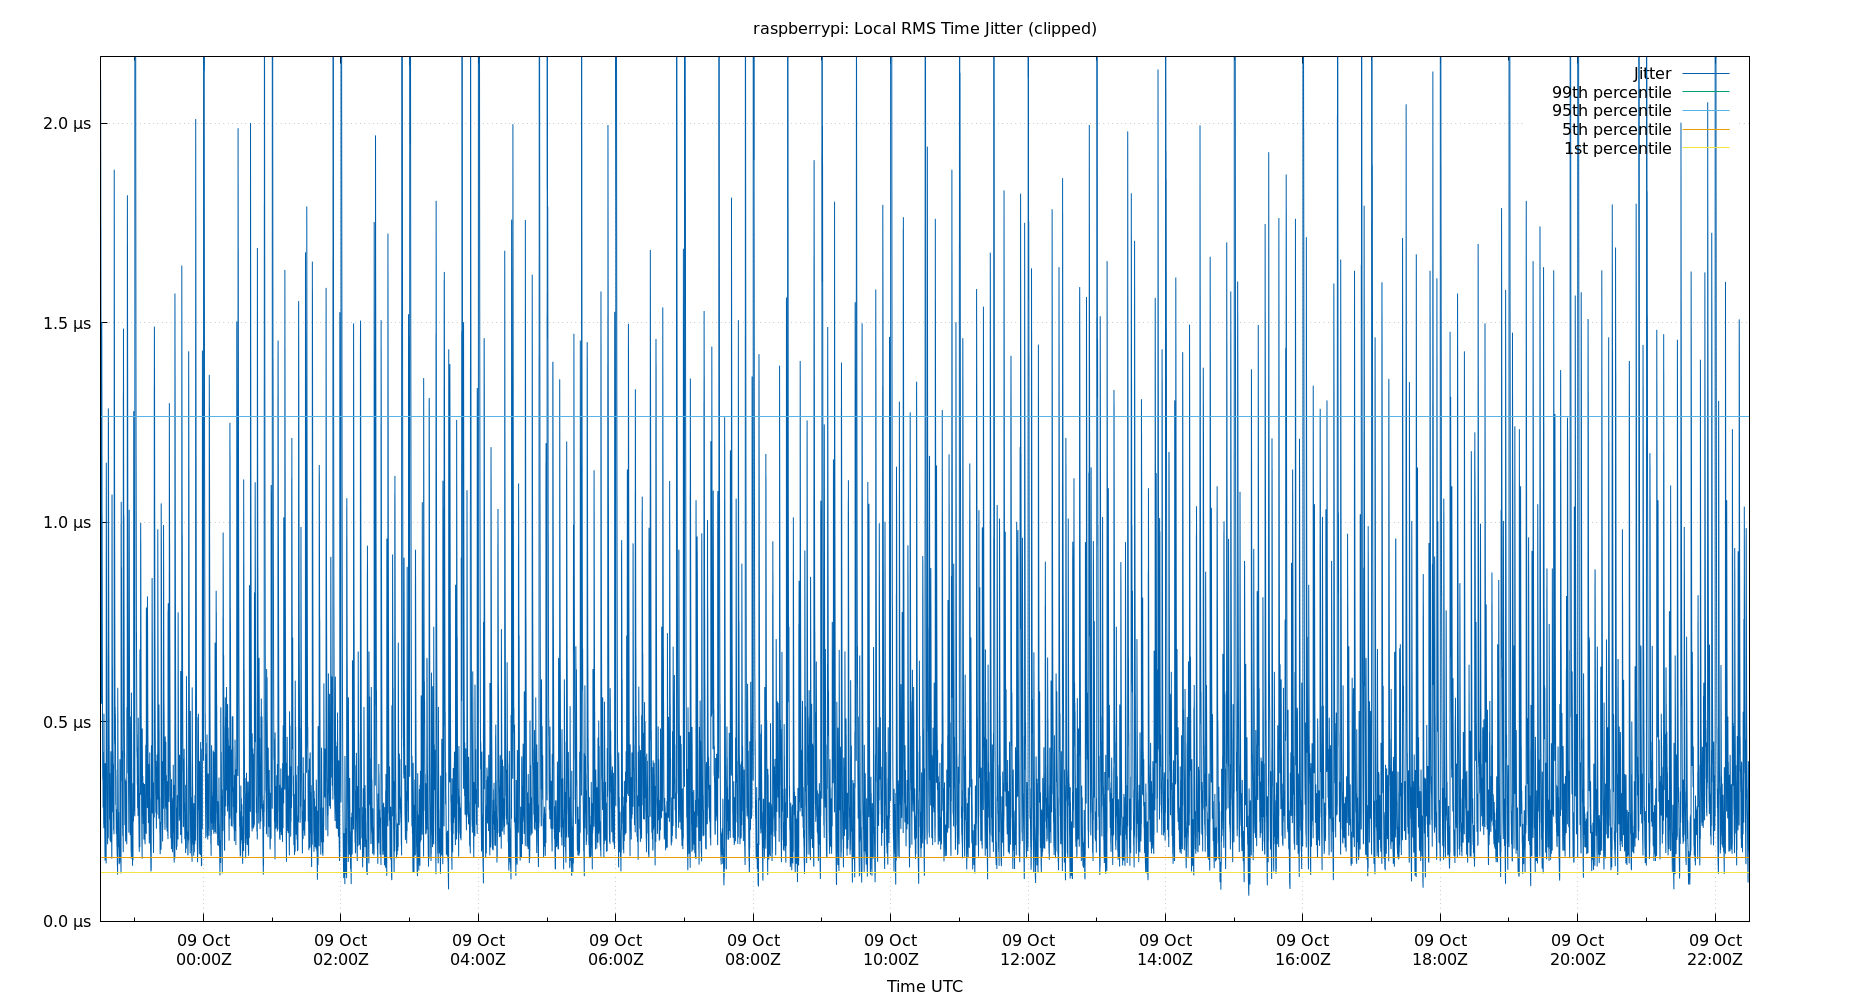 raspberrypi: Local RMS Time Jitter (clipped)
Jitter
99th percentile
95th percentile
5th percentile
1st percentile
2.0 µs
1.5 µs
1.0 µs
0.5 µs
0.0 µs
09 Oct 09 Oct 09 Oct 09 Oct 09 Oct 09 Oct 09 Oct 09 Oct 09 Oct 09 Oct 09 Oct 09 Oct
00:00Z 02:00Z 04:00Z 06:00Z 08:00Z 10:00Z 12:00Z 14:00Z 16:00Z 18:00Z 20:00Z 22:00Z
Time UTC